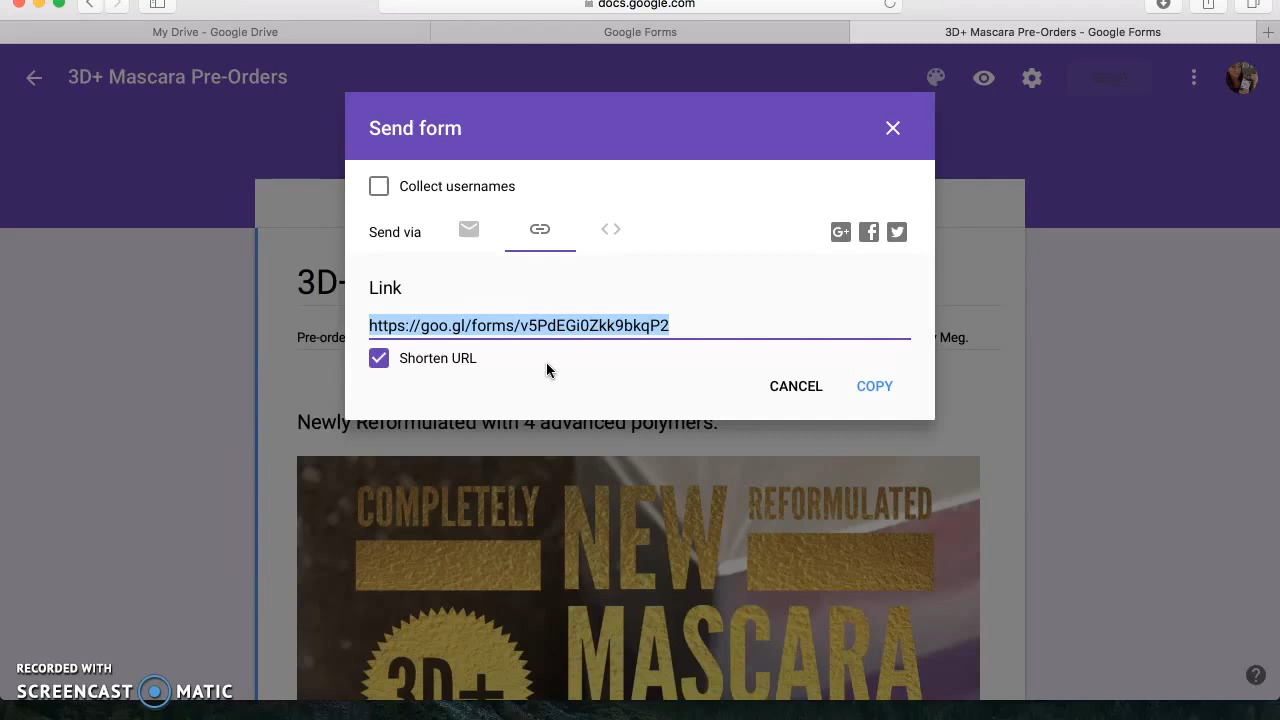 docs.google.com
My Drive - Google Drive
Google Forms
3D+ Mascara Pre-Orders - Google Forms
3D+ Mascara Pre-Orders
Send form
Collect usernames
Send via
G+
Link
https://goo.gl/forms/v5PdEGi0Zkk9bkqP2
Shorten URL
CANCEL COPY
3D-
Pre-orde
y Meg.
Newly Reformulated with 4 advanced polymers.
COMPLETELY NEW REFORMULATED
MASCARA
3D+
RECORDED WITH
SCREENCAST MATIC